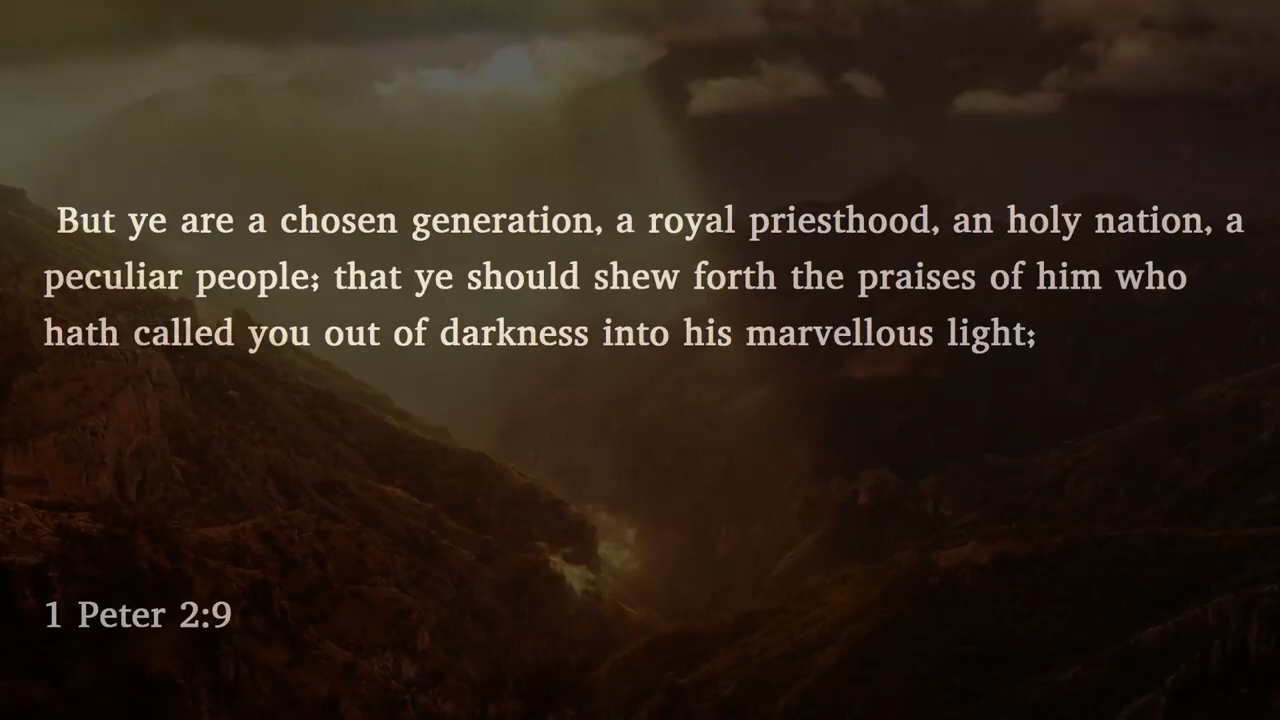 But ye are a chosen generation, a royal priesthood, an holy nation, a
peculiar people; that ye should shew forth the praises of him who
hath called you out of darkness into his marvellous light;
1 Peter 2:9